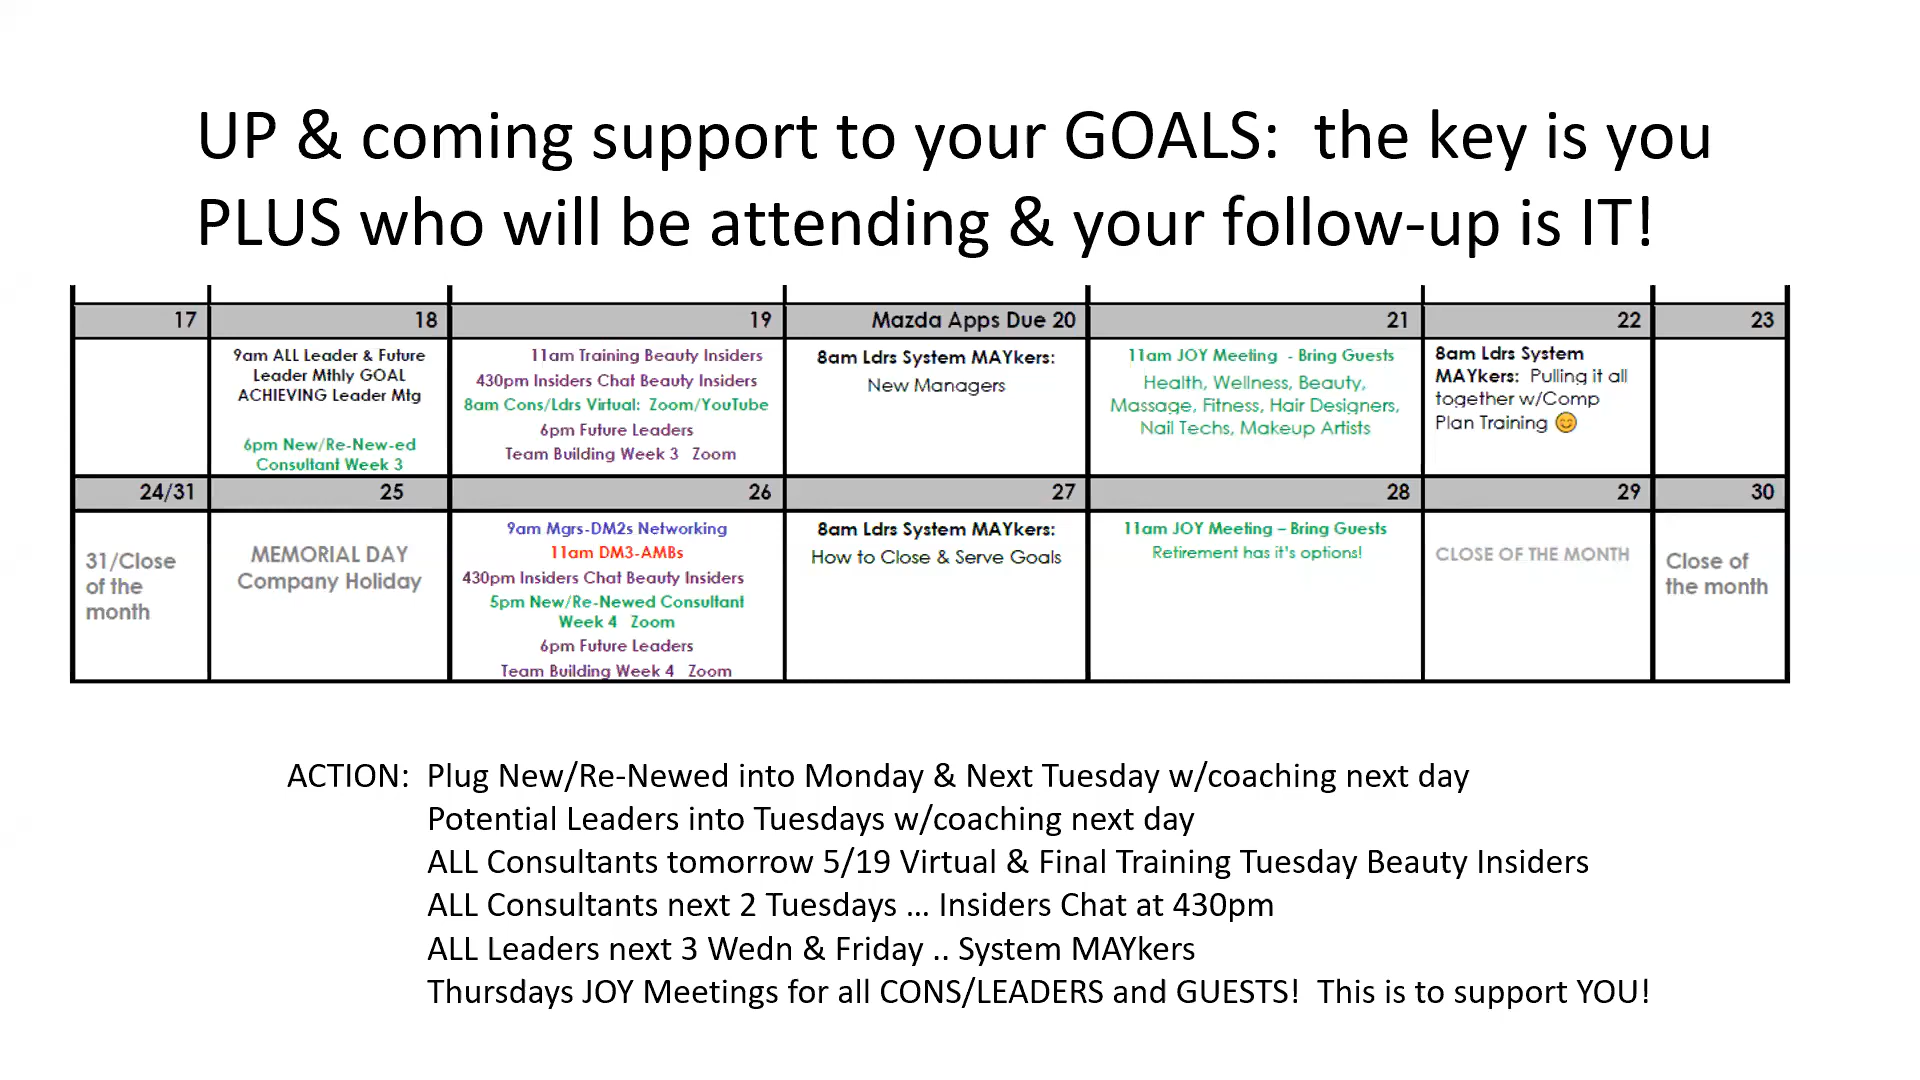 UP & coming support to your GOALS:  the key is you
PLUS who will be attending & your follow-up is IT!
17
18
19
Mazda Apps Due 20
21
22
23
9am ALL Leader & Future
Leader Mthly GOAL
ACHIEVING Leader Mtg
6pm New/Re-New-ed
Consultant Week 3
11am Training Beauty Insiders
430pm Insiders Chat Beauty Insiders
8am Cons/Ldrs Virtual:  Zoom/YouTube
6pm Future Leaders
Team Building Week 3   Zoom
8am Ldrs System MAYkers:
New Managers
11am JOY Meeting  - Bring Guests
Health, Wellness, Beauty,
Massage, Fitness, Hair Designers,
Nail Techs, Makeup Artists
8am Ldrs System
MAYkers:  Pulling it all
together w/Comp
Plan Training 😊
24/31
25
26
27
28
29
30
31/Close
of the
month
MEMORIAL DAY
Company Holiday
9am Mgrs-DM2s Networking
11am DM3-AMBs
430pm Insiders Chat Beauty Insiders
5pm New/Re-Newed Consultant
Week 4   Zoom
6pm Future Leaders
Team Building Week 4   Zoom
8am Ldrs System MAYkers:
How to Close & Serve Goals
11am JOY Meeting – Bring Guests
Retirement has it's options!
CLOSE OF THE MONTH
Close of
the month
ACTION:  Plug New/Re-Newed into Monday & Next Tuesday w/coaching next day
Potential Leaders into Tuesdays w/coaching next day
ALL Consultants tomorrow 5/19 Virtual & Final Training Tuesday Beauty Insiders
ALL Consultants next 2 Tuesdays … Insiders Chat at 430pm
ALL Leaders next 3 Wedn & Friday .. System MAYkers
Thursdays JOY Meetings for all CONS/LEADERS and GUESTS!  This is to support YOU!